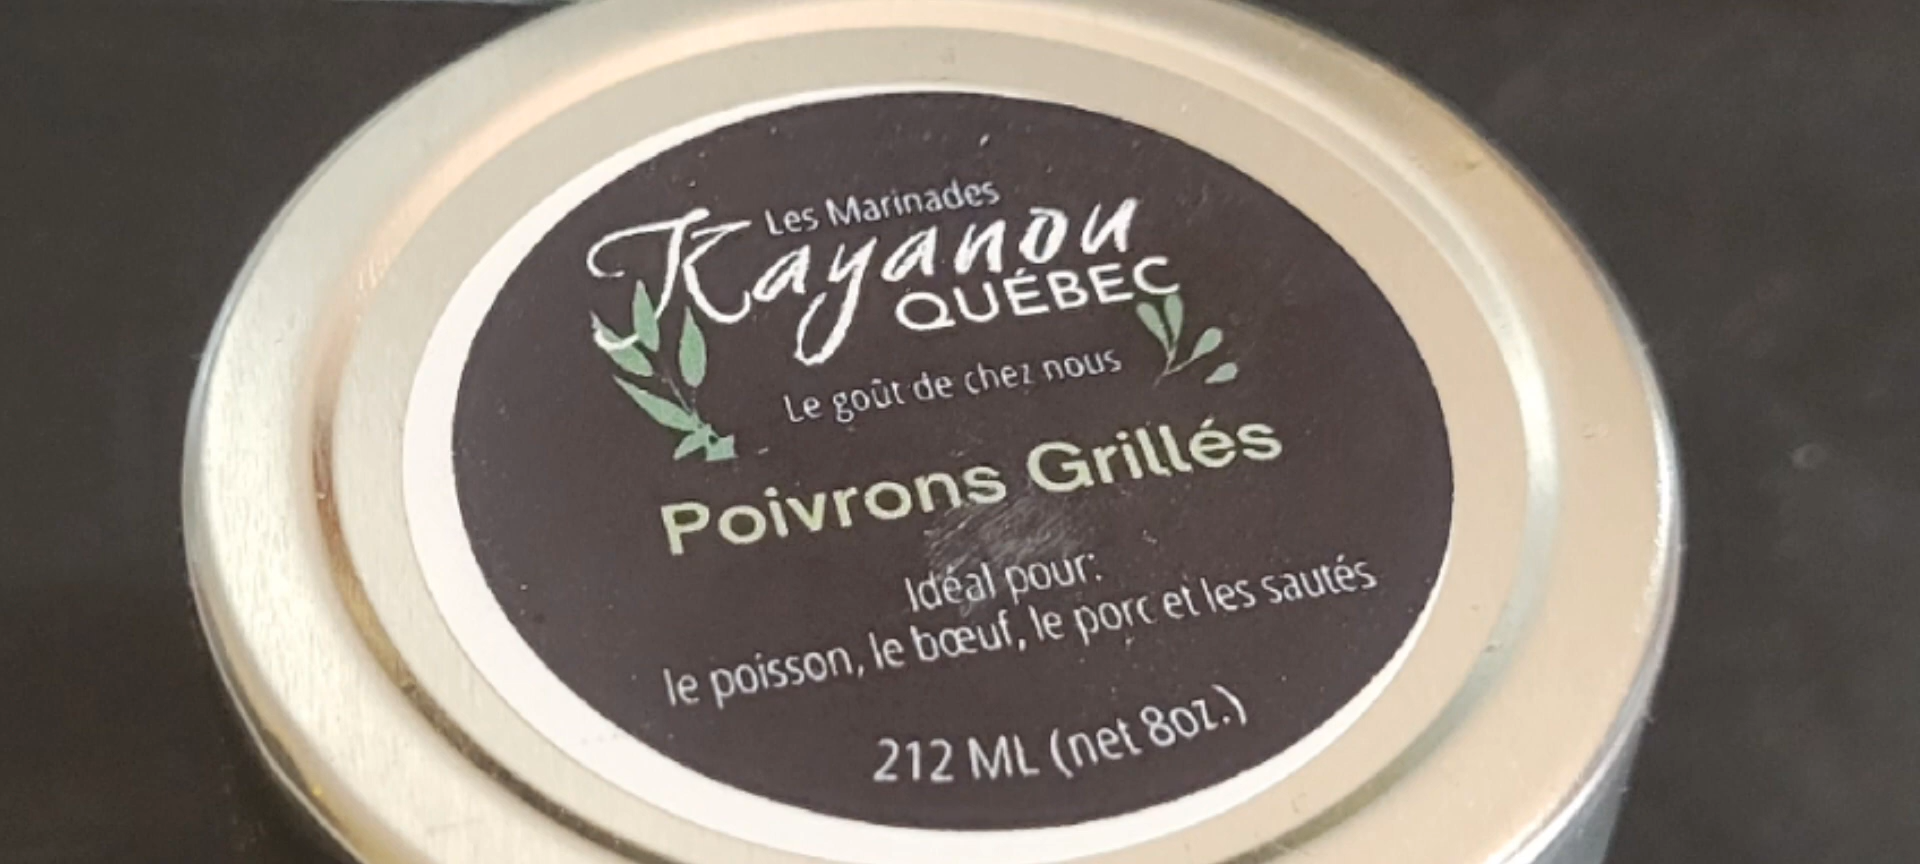 Les Marinades
Kayanou
QUÉBEC
Le goût de chez nous
Poivrons Grillés
Idéal pour:
le poisson, le bœuf, le porc et les sautés
212 ML (net 8oz.)